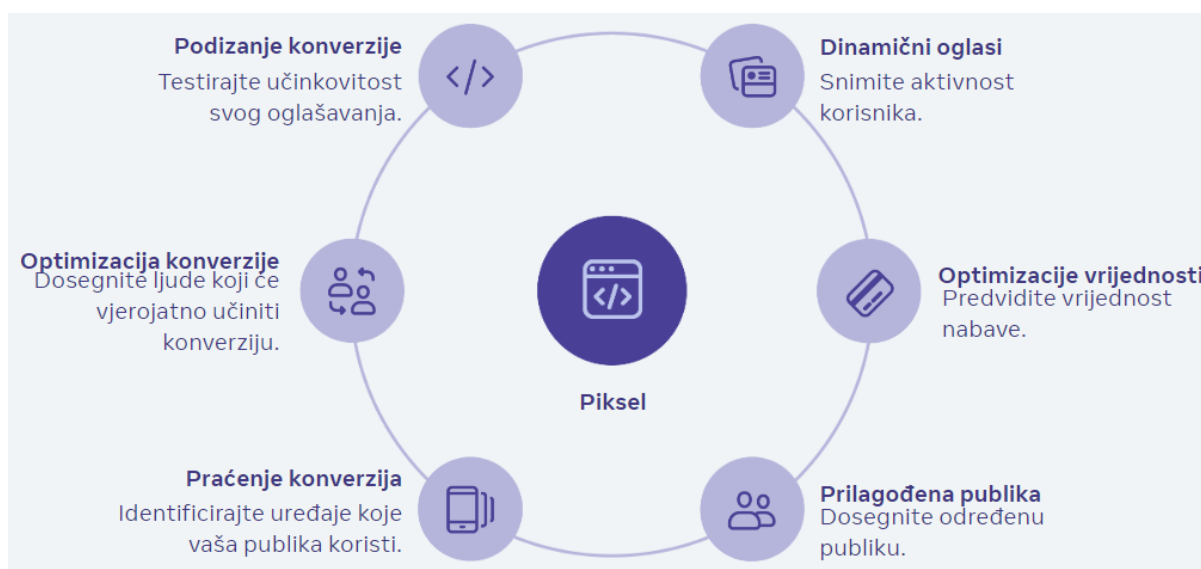 Podizanje konverzije
Testirajte učinkovitost
svog oglašavanja.
Dinamični oglasi
Snimite aktivnost
korisnika.
Optimizacija konverzije
Dosegnite ljude koji će
vjerojatno učiniti
konverziju.
Optimizacije vrijednosti
Predvidite vrijednost
nabave.
Piksel
Praćenje konverzija
Identificirajte uređaje koje
vaša publika koristi.
Prilagođena publika
Dosegnite određenu
publiku.